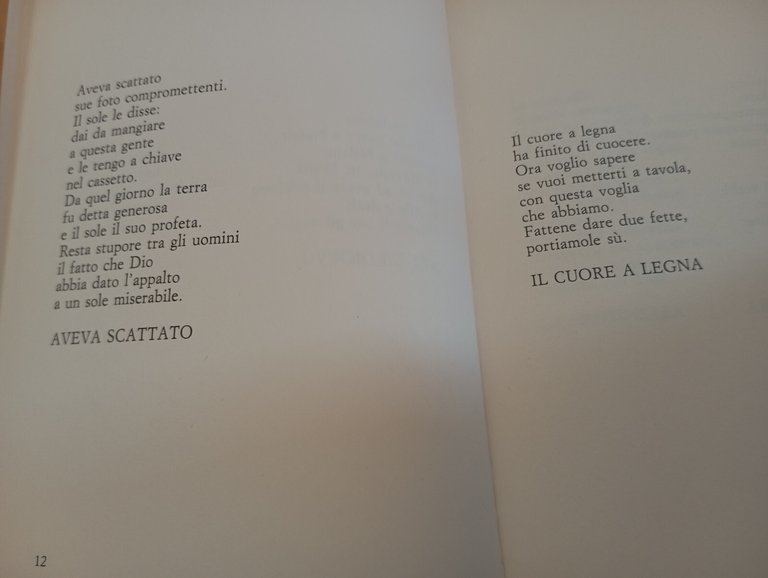 Aveva scattato
sue foto compromettenti.
Il sole le disse:
dai da mangiare
a questa gente
e le tengo a chiave
nel cassetto.
Da quel giorno la terra
fu detta generosa
e il sole il suo profeta.
Resta stupore tra gli uomini
il fatto che Dio
abbia dato l'appalto
a un sole miserabile.
AVEVA SCATTATO
12
Il cuore a legna
ha finito di cuocere.
Ora voglio sapere
se vuoi metterti a tavola,
con questa voglia
che abbiamo.
Fattene dare due fette,
portiamole sù.
IL CUORE A LEGNA